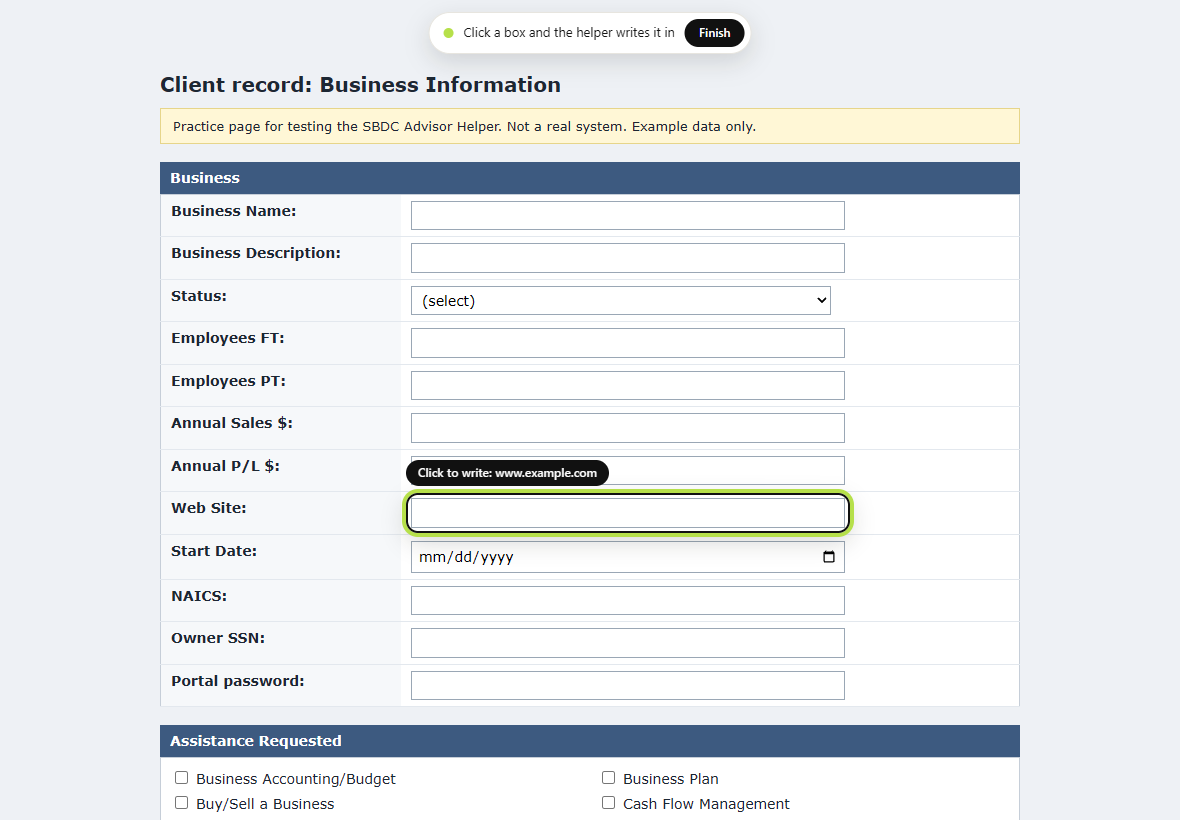 Click a box and the helper writes it in
Finish
Client record: Business Information
Practice page for testing the SBDC Advisor Helper. Not a real system. Example data only.
Business
Business Name:
Business Description:
Status:
(select)
Employees FT:
Employees PT:
Annual Sales $:
Annual P/L $:
Click to write: www.example.com
Web Site:
Start Date:
mm/dd/yyyy
NAICS:
Owner SSN:
Portal password:
Assistance Requested
Business Accounting/Budget
Business Plan
Buy/Sell a Business
Cash Flow Management